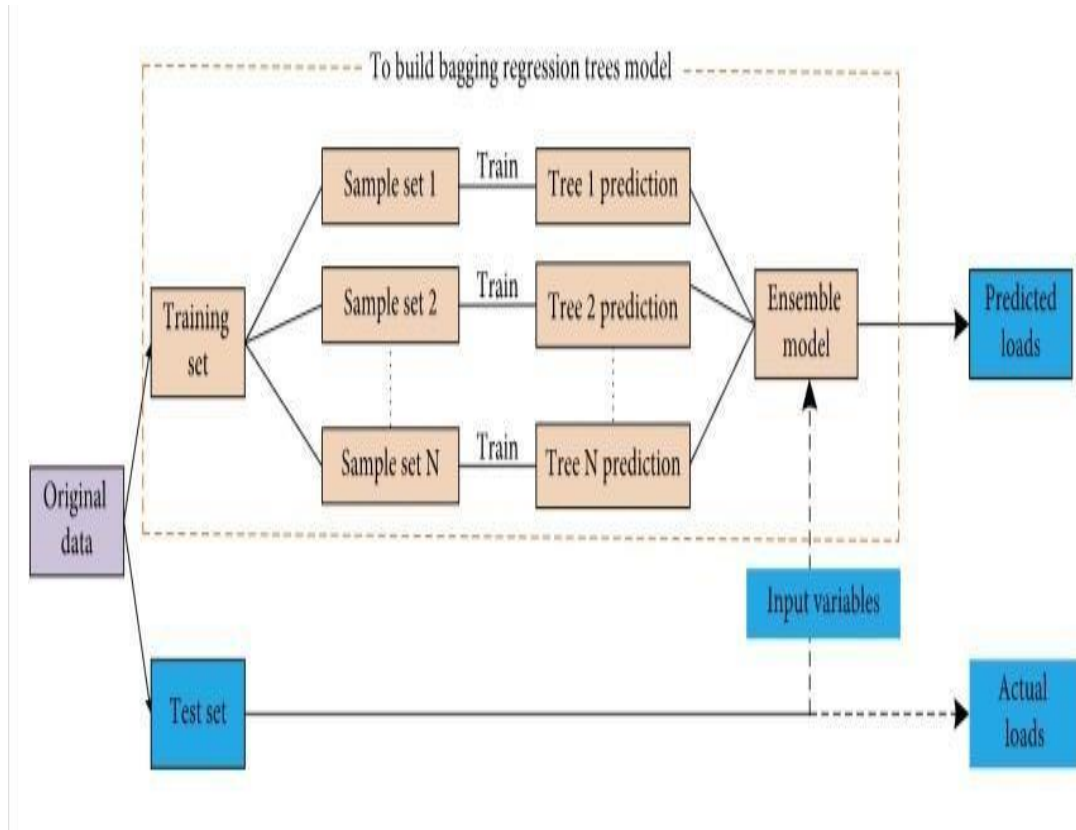 To build bagging regression trees model
Sample set 1
Train
Tree 1 prediction
Training
set
Sample set 2
Train
Tree 2 prediction
Ensemble
model
Predicted
loads
Sample set N
Train
Tree N prediction
Original
data
Input variables
Test set
Actual
loads